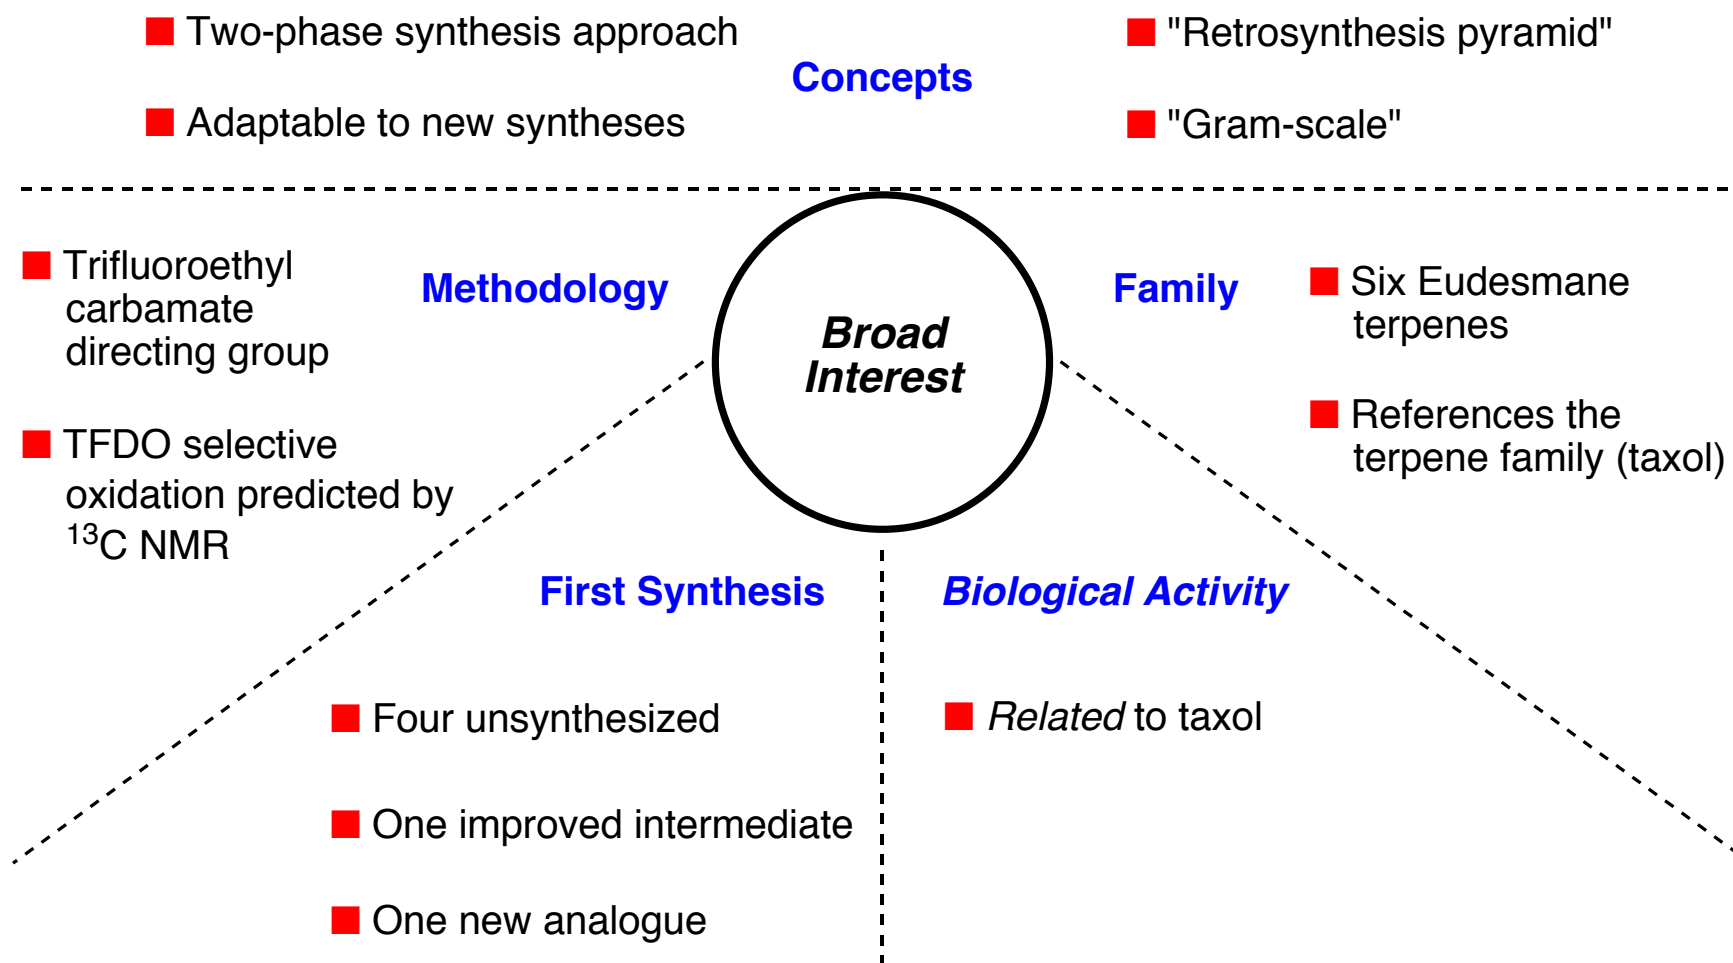 Two-phase synthesis approach
"Retrosynthesis pyramid"
Concepts
Adaptable to new syntheses
"Gram-scale"
Trifluoroethyl
carbamate
directing group
Methodology
TFDO selective
oxidation predicted by
¹³C NMR
Broad
Interest
Family
Six Eudesmane
terpenes
References the
terpene family (taxol)
First Synthesis
Four unsynthesized
One improved intermediate
One new analogue
Biological Activity
Related to taxol